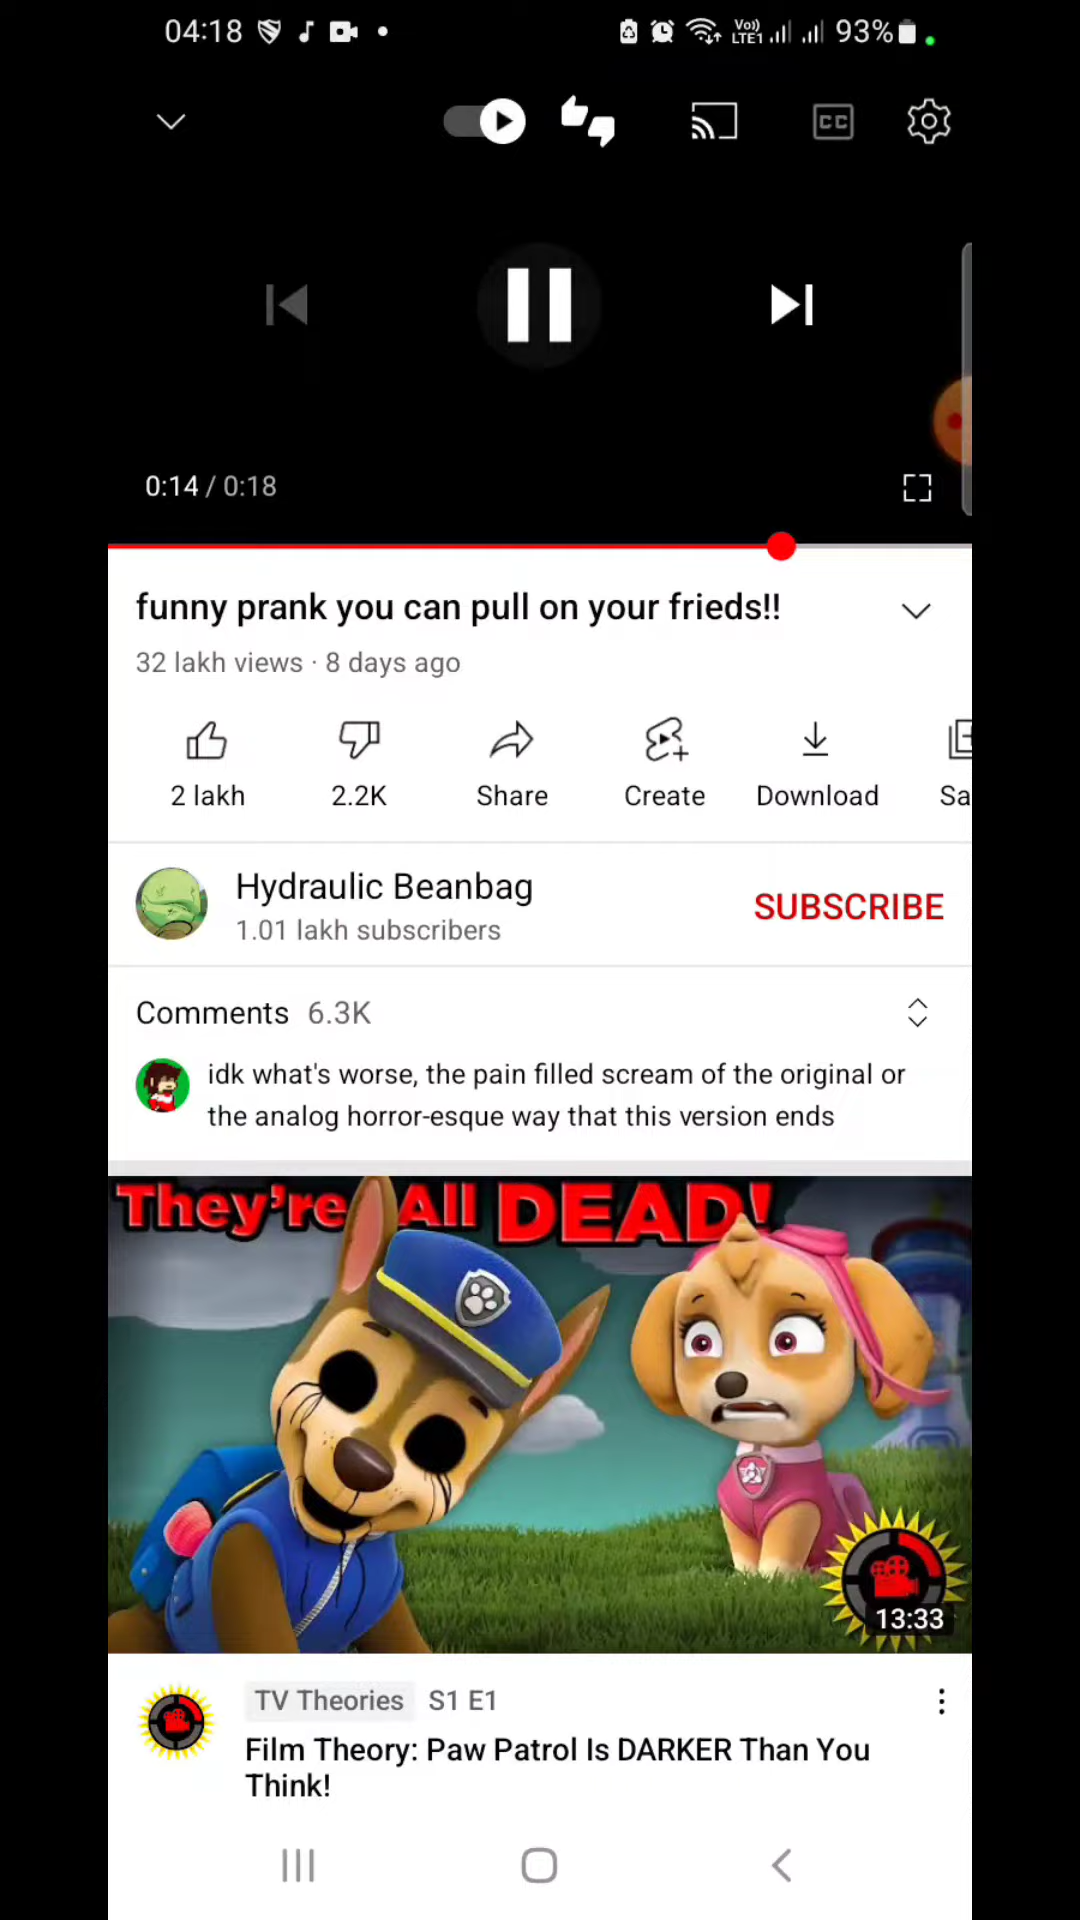 04:18
Vo))
LTE1
93%
CC
0:14 / 0:18
funny prank you can pull on your frieds!!
32 lakh views · 8 days ago
2 lakh
2.2K
Share
Create
Download
Sa
Hydraulic Beanbag
1.01 lakh subscribers
SUBSCRIBE
Comments 6.3K
idk what's worse, the pain filled scream of the original or
the analog horror-esque way that this version ends
They're All DEAD!
13:33
TV Theories S1 E1
Film Theory: Paw Patrol Is DARKER Than You
Think!